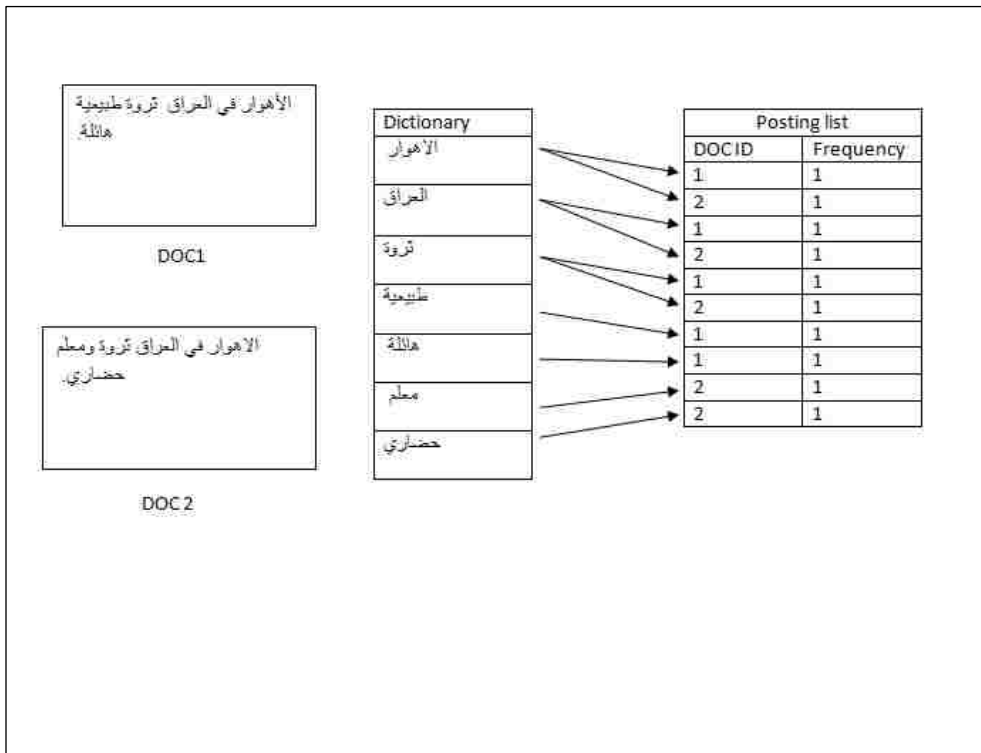 الأهوار في العراق ثروة طبيعية
هائلة.
DOC1
الاهوار في العراق ثروة ومعلم
حضاري.
DOC 2
Dictionary
الاهوار
العراق
ثروة
طبيعية
هائلة
معلم
حضاري
Posting list
DOC ID Frequency
1 1
2 1
1 1
2 1
1 1
2 1
1 1
1 1
2 1
2 1